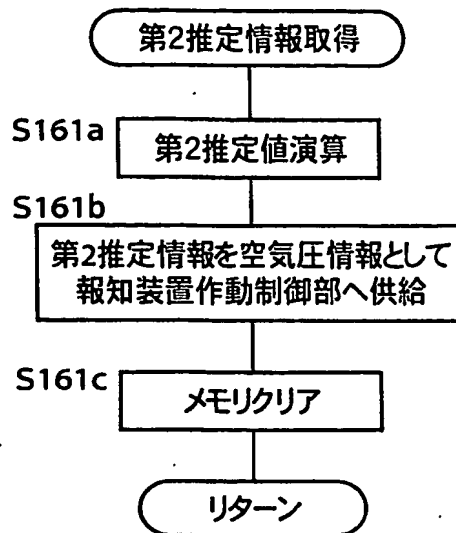 第2推定情報取得
S161a
第2推定値演算
S161b
第2推定情報を空気圧情報として
報知装置作動制御部へ供給
S161c
メモリクリア
リターン